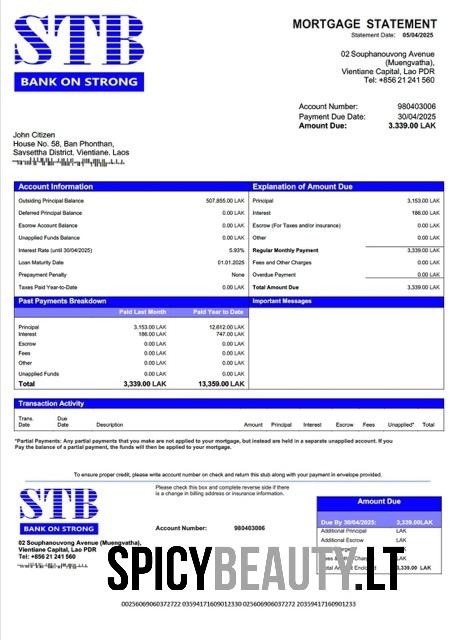 STB
BANK ON STRONG
MORTGAGE STATEMENT
Statement Date: 05/04/2025
02 Souphanouvong Avenue
(Muengvatha),
Vientiane Capital, Lao PDR
Tel: +856 21 241 560
Account Number: 980403006
Payment Due Date: 30/04/2025
Amount Due: 3.339.00 LAK
John Citizen
House No. 58, Ban Phonthan,
Savsettha District. Vientiane. Laos
Account Information
Outsiding Principal Balance 507.855.00 LAK
Deferred Principal Balance 0.00 LAK
Escrow Account Balance 0.00 LAK
Unapplied Funds Balance 0.00 LAK
Interest Rate (until 30/04/2025) 5.93%
Loan Maturity Date 01.01.2025
Prepayment Penalty None
Taxes Paid Year-to-Date 0.00 LAK
Explanation of Amount Due
Principal 3.153.00 LAK
Interest 186.00 LAK
Escrow (For Taxes and/or insurance) 0.00 LAK
Other 0.00 LAK
Regular Monthly Payment 3,339.00 LAK
Fees and Other Charges 0.00 LAK
Overdue Payment 0.00 LAK
Total Amount Due 3,339.00 LAK
Past Payments Breakdown
Paid Last Month Paid Year to Date
Principal 3,153.00 LAK 12,612.00 LAK
Interest 186.00 LAK 747.00 LAK
Escrow 0.00 LAK 0.00 LAK
Fees 0.00 LAK 0.00 LAK
Other 0.00 LAK 0.00 LAK
Unapplied Funds 0.00 LAK 0.00 LAK
Total 3,339.00 LAK 13,359.00 LAK
Important Messages
Transaction Activity
Trans. Date Due Date Description Amount Principal Interest Escrow Fees Unapplied* Total
*Partial Payments: Any partial payments that you make are not applied to your mortgage, but instead are held in a separate unapplied account. If you
Pay the balance of a partial payment, the funds will then be applied to your mortgage.
To ensure proper credit, please write account number on check and return this stub along with payment in envelope provided.
STB
BANK ON STRONG
02 Souphanouvong Avenue (Muengvatha),
Vientiane Capital, Lao PDR
Tel: +856 21 241 560
Please check this box and complete reverse side if there
is a change in billing address or insurance information.
Account Number: 980403006
Amount Due
Due By 30/04/2025: 3,339.00LAK
Additional Principal LAK
Additional Escrow LAK
LAK
3,339.00 LAK
SPICYBEAUTY.LT
0025606906037272​2 03594171609012330 02560690603727​2 20359417160901233